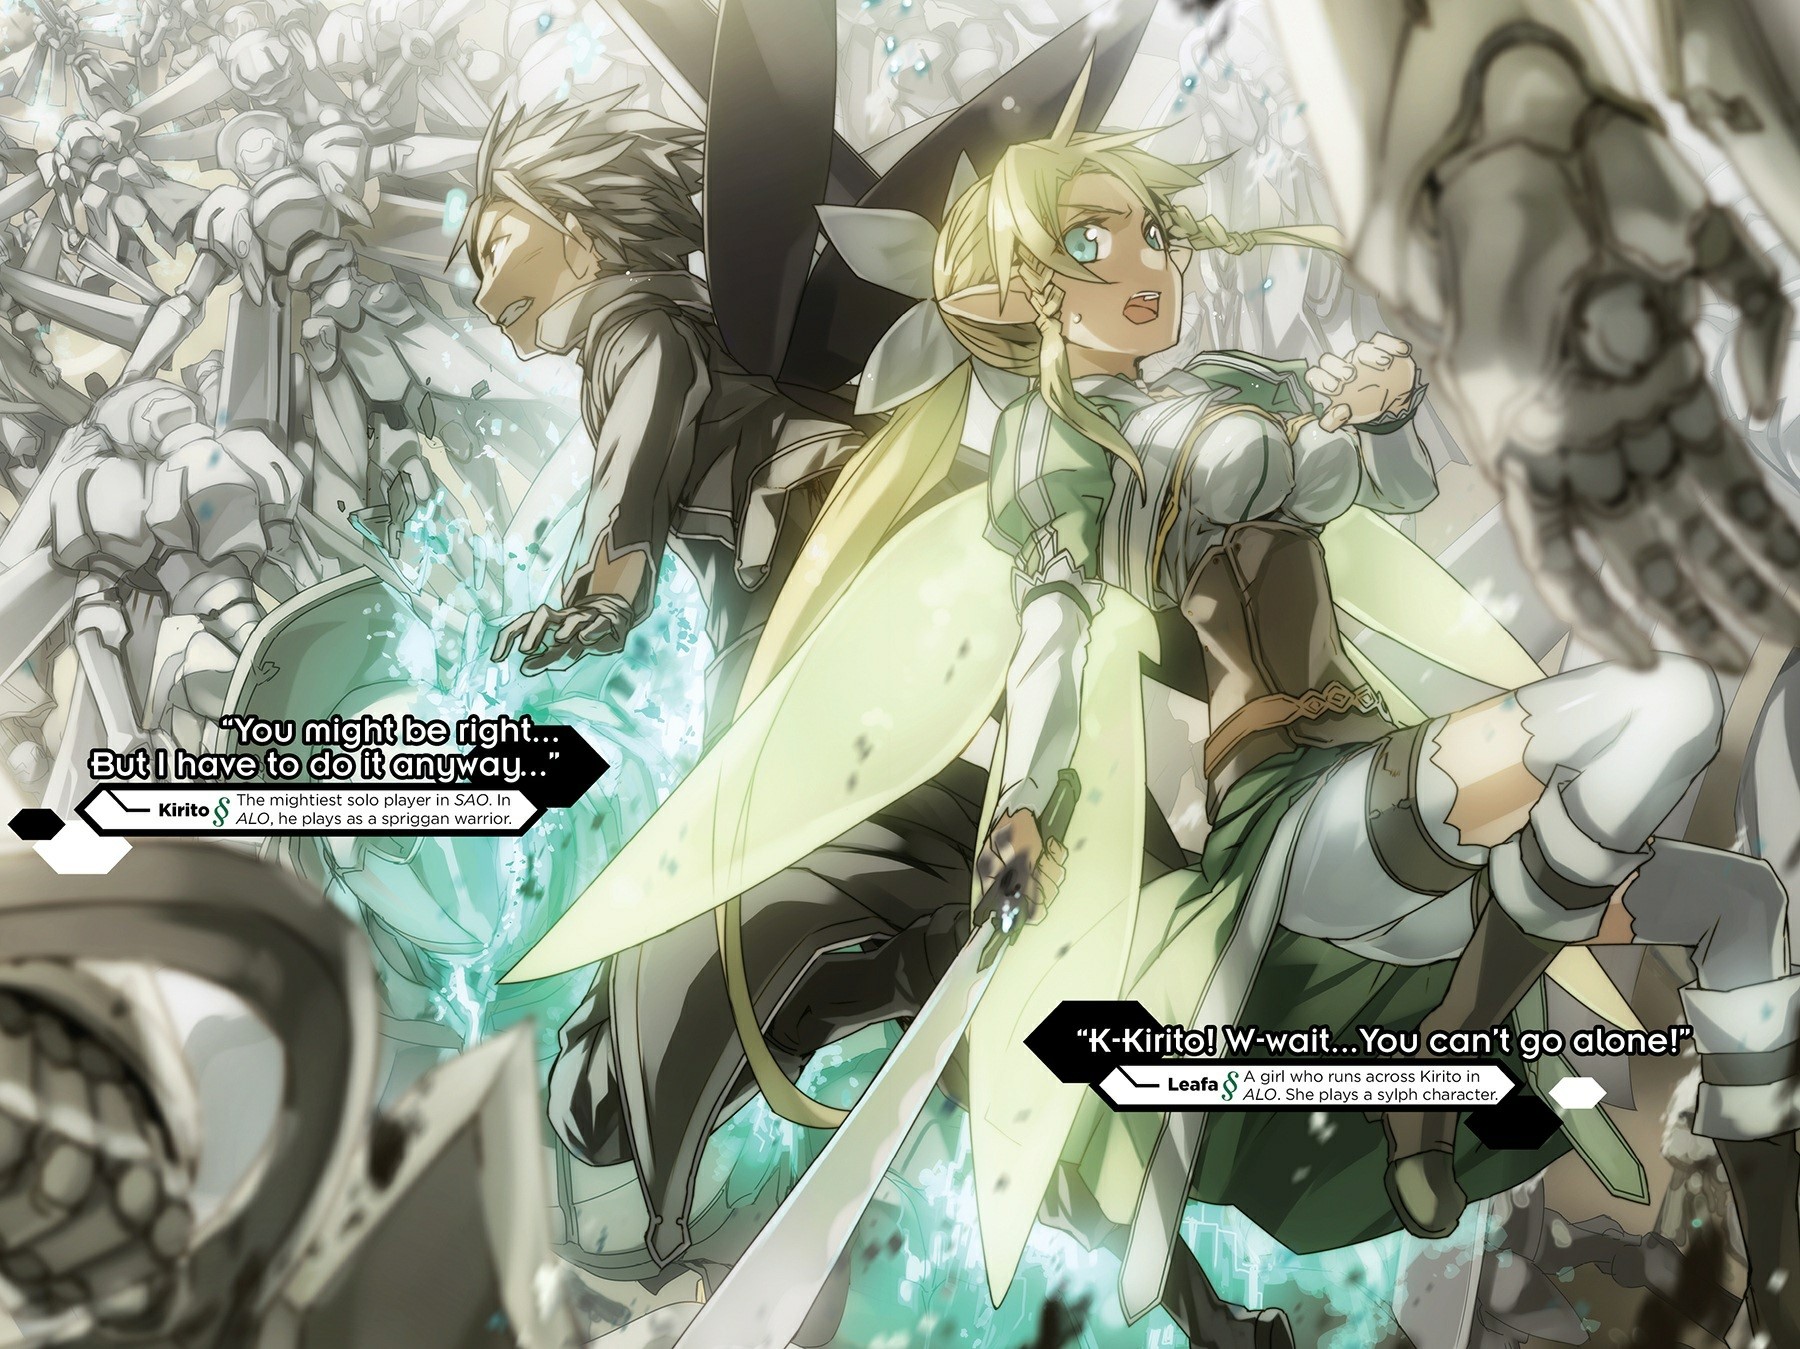 “You might be right...
But I have to do it anyway...”
Kirito § The mightiest solo player in SAO. In
ALO, he plays as a spriggan warrior.
“K-Kirito! W-wait...You can’t go alone!”
Leafa § A girl who runs across Kirito in
ALO. She plays a sylph character.